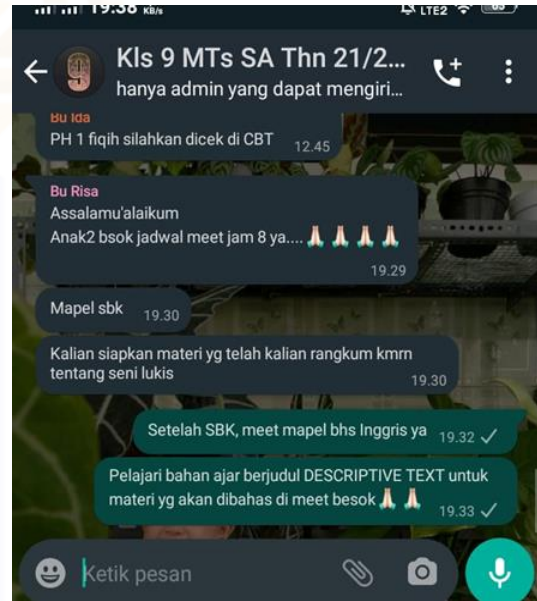 19.38 KB/s LTE2 65
Kls 9 MTs SA Thn 21/2...
hanya admin yang dapat mengiri...
Bu Ida
PH 1 fiqih silahkan dicek di CBT 12.45
Bu Risa
Assalamu'alaikum
Anak2 bsok jadwal meet jam 8 ya....
19.29
Mapel sbk 19.30
Kalian siapkan materi yg telah kalian rangkum kmrn
tentang seni lukis
19.30
Setelah SBK, meet mapel bhs Inggris ya 19.32
Pelajari bahan ajar berjudul DESCRIPTIVE TEXT untuk
materi yg akan dibahas di meet besok
19.33
Ketik pesan